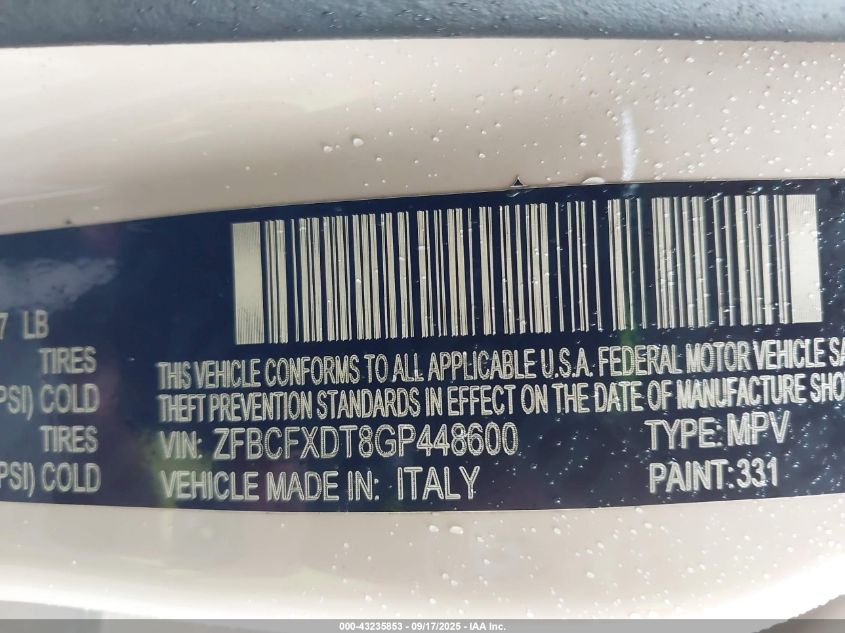 7 LB
TIRES
PSI) COLD
TIRES
PSI) COLD
THIS VEHICLE CONFORMS TO ALL APPLICABLE U.S.A. FEDERAL MOTOR VEHICLE SA
THEFT PREVENTION STANDARDS IN EFFECT ON THE DATE OF MANUFACTURE SHO
VIN: ZFBCFXDT8GP448600 TYPE: MPV
VEHICLE MADE IN: ITALY PAINT: 331
000-43235853 - 09/17/2025 - IAA Inc.